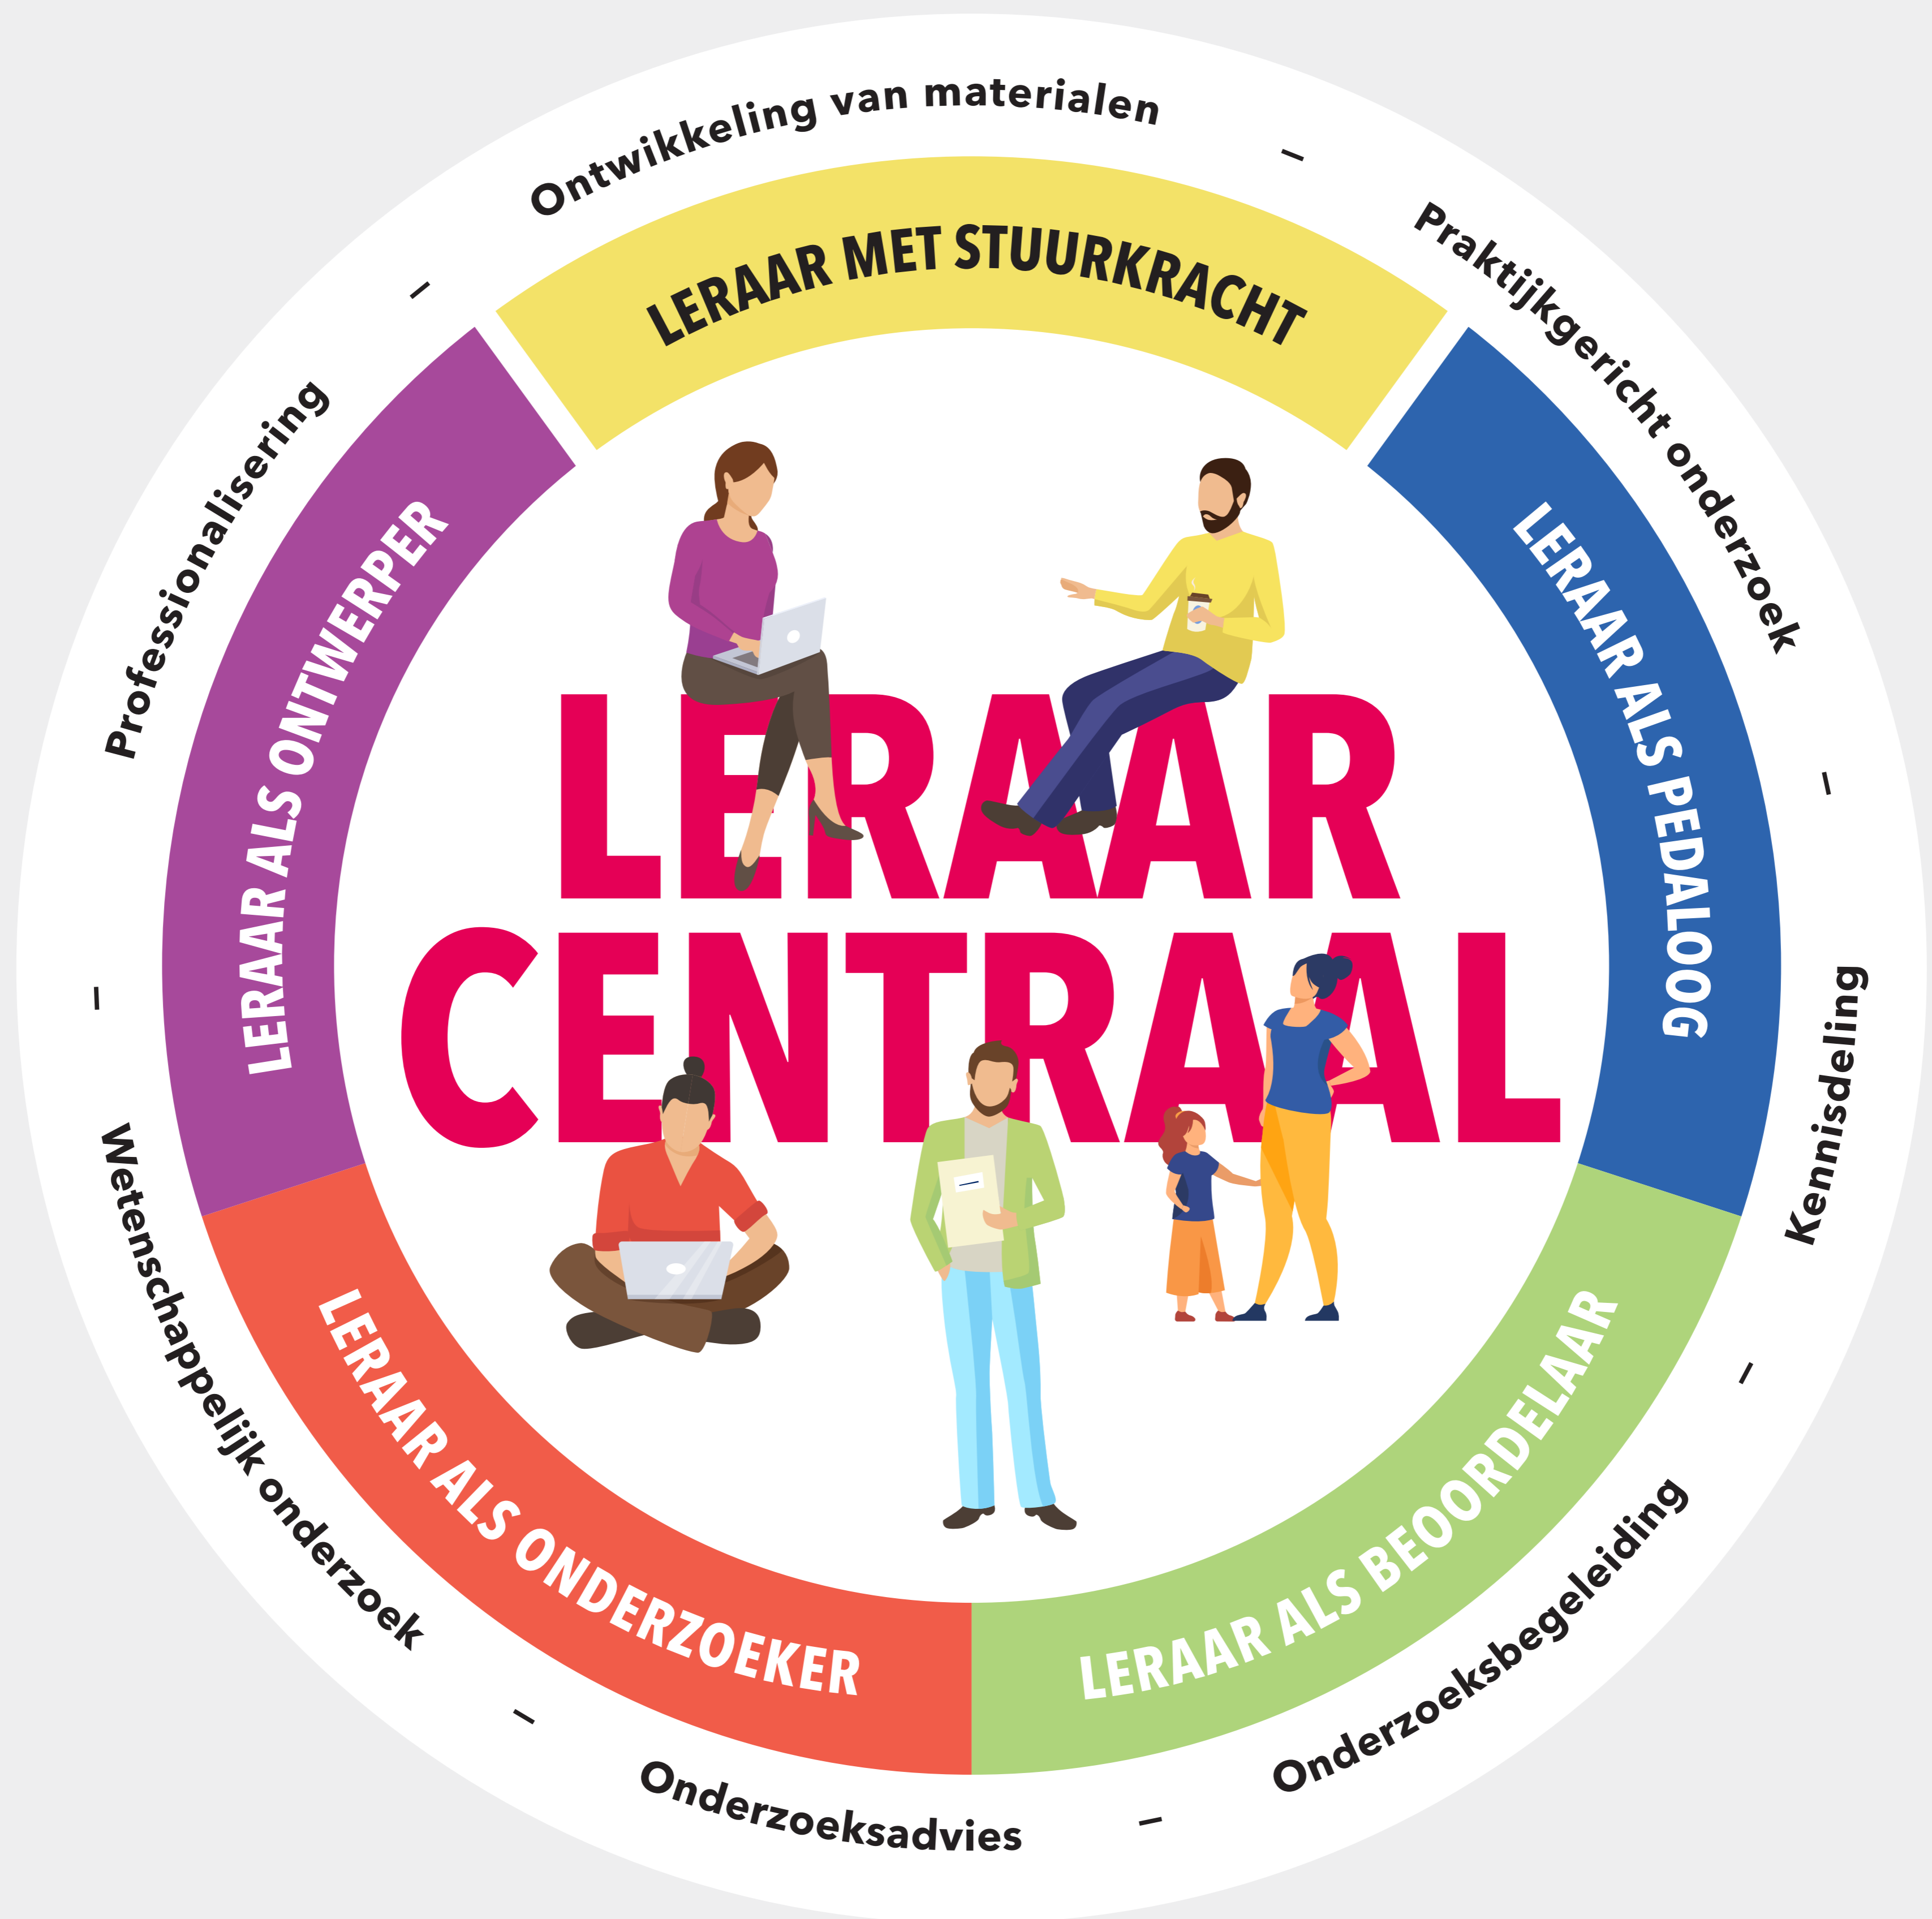 Ontwikkeling van materialen
–
Praktijkgericht onderzoek
–
Kennisdeling
–
Onderzoeksbegeleiding
–
Onderzoeksadvies
–
Wetenschappelijk onderzoek
–
Professionalisering
–
LERAAR MET STUURKRACHT
LERAAR ALS PEDALOOG
LERAAR ALS BEOORDELAAR
LERAAR ALS ONDERZOEKER
LERAAR ALS ONTWERPER
LERAAR
CENTRAAL